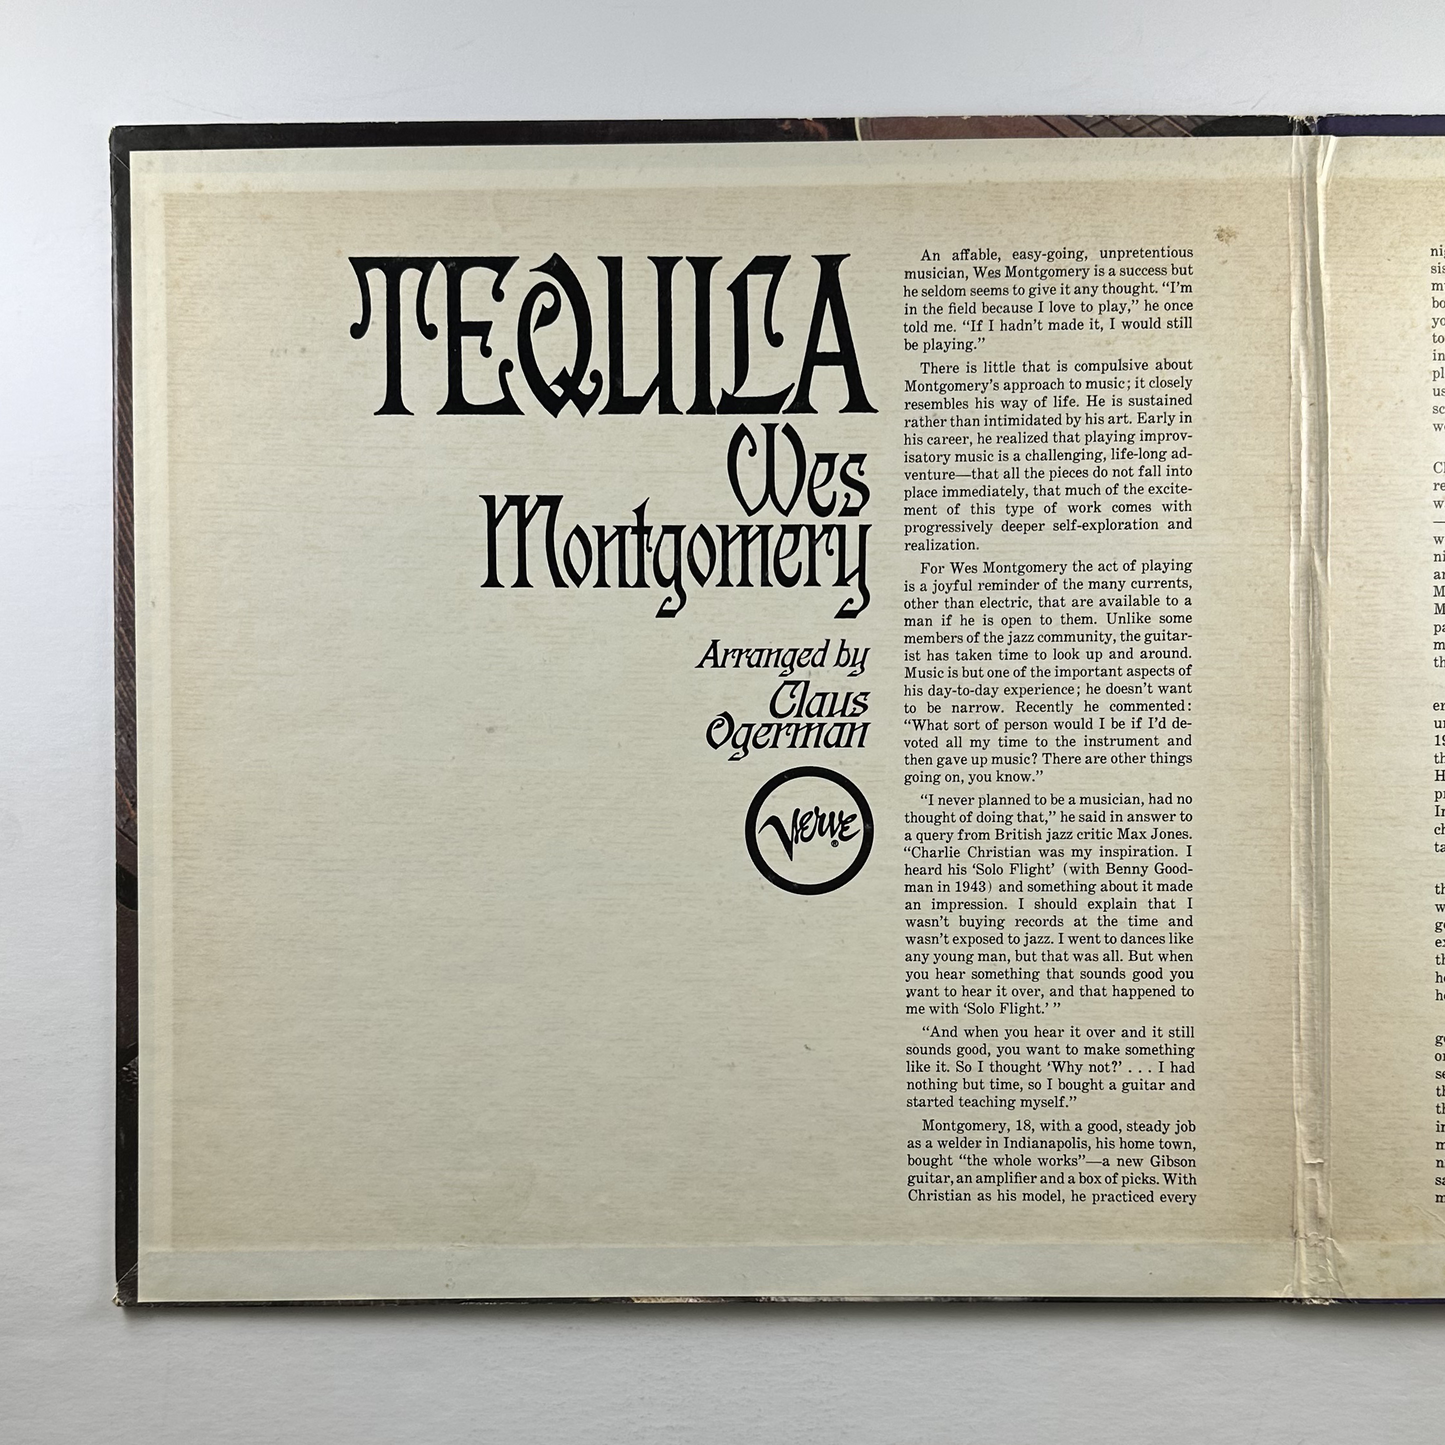 TEQUILA
Wes
Montgomery
Arranged by
Claus
Ogerman
Verve
®
An affable, easy-going, unpretentious
musician, Wes Montgomery is a success but
he seldom seems to give it any thought. “I’m
in the field because I love to play,” he once
told me. “If I hadn’t made it, I would still
be playing.”
There is little that is compulsive about
Montgomery’s approach to music; it closely
resembles his way of life. He is sustained
rather than intimidated by his art. Early in
his career, he realized that playing improv-
isatory music is a challenging, life-long ad-
venture—that all the pieces do not fall into
place immediately, that much of the excite-
ment of this type of work comes with
progressively deeper self-exploration and
realization.
For Wes Montgomery the act of playing
is a joyful reminder of the many currents,
other than electric, that are available to a
man if he is open to them. Unlike some
members of the jazz community, the guitar-
ist has taken time to look up and around.
Music is but one of the important aspects of
his day-to-day experience; he doesn’t want
to be narrow. Recently he commented:
“What sort of person would I be if I’d de-
voted all my time to the instrument and
then gave up music? There are other things
going on, you know.”
“I never planned to be a musician, had no
thought of doing that,” he said in answer to
a query from British jazz critic Max Jones.
“Charlie Christian was my inspiration. I
heard his ‘Solo Flight’ (with Benny Good-
man in 1943) and something about it made
an impression. I should explain that I
wasn’t buying records at the time and
wasn’t exposed to jazz. I went to dances like
any young man, but that was all. But when
you hear something that sounds good you
want to hear it over, and that happened to
me with ‘Solo Flight.’ ”
“And when you hear it over and it still
sounds good, you want to make something
like it. So I thought ‘Why not?’ . . . I had
nothing but time, so I bought a guitar and
started teaching myself.”
Montgomery, 18, with a good, steady job
as a welder in Indianapolis, his home town,
bought “the whole works”—a new Gibson
guitar, an amplifier and a box of picks. With
Christian as his model, he practiced every